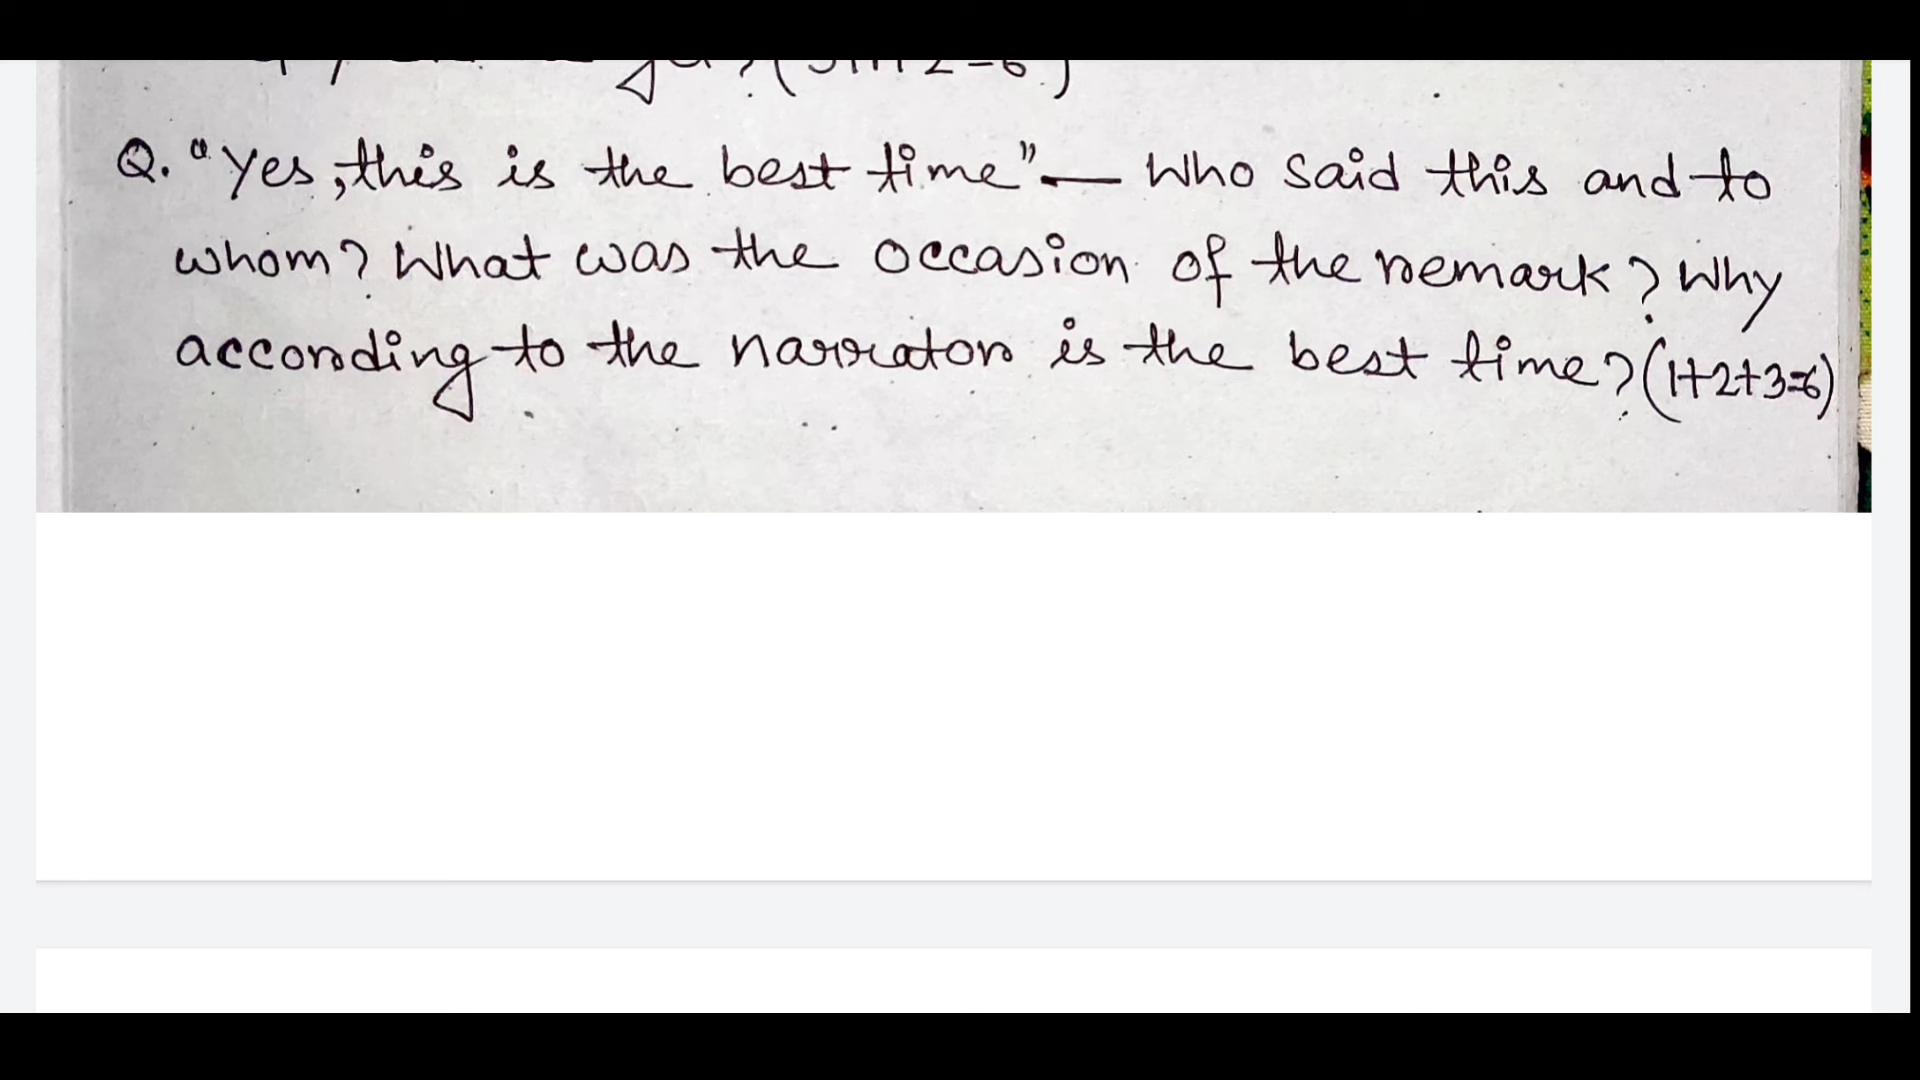 Q. "Yes, this is the best time" — Who said this and to
whom? What was the occasion of the remark? Why
according to the narrator is the best time? (1+2+3=6)